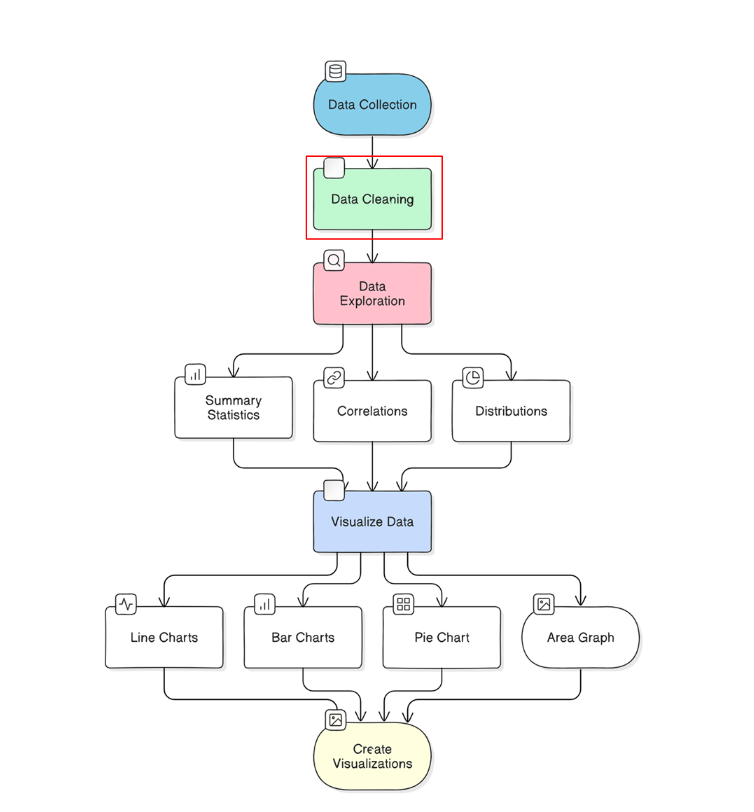 Data Collection
Data Cleaning
Data
Exploration
Summary
Statistics
Correlations
Distributions
Visualize Data
Line Charts
Bar Charts
Pie Chart
Area Graph
Create
Visualizations